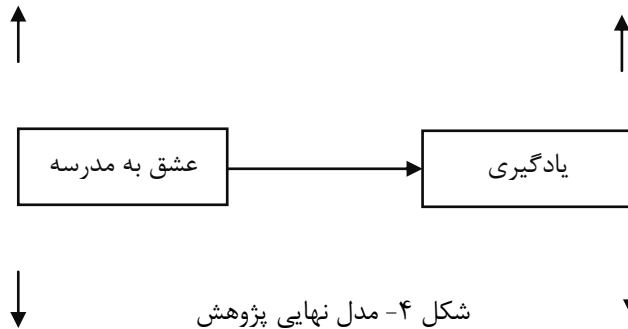 عشق به مدرسه
یادگیری
شکل ۴- مدل نهایی پژوهش